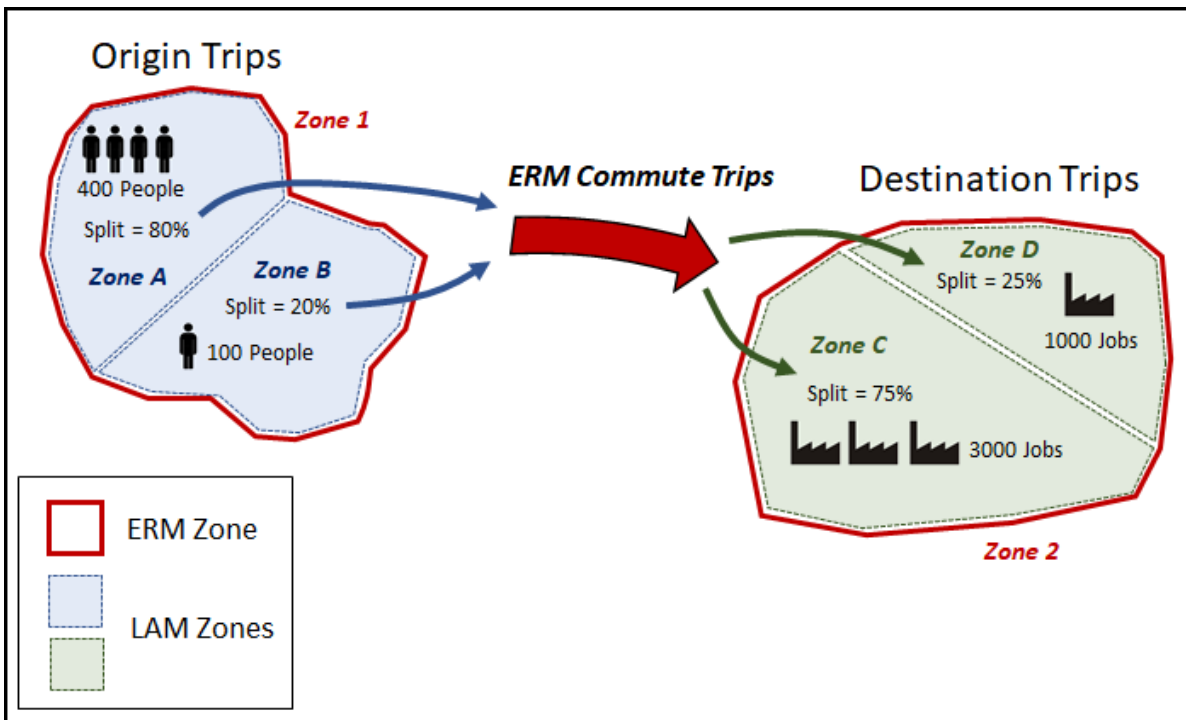 Origin Trips
Zone 1
400 People
Split = 80%
Zone A
Zone B
Split = 20%
100 People
ERM Commute Trips
Destination Trips
Zone D
Split = 25%
1000 Jobs
Zone C
Split = 75%
3000 Jobs
Zone 2
ERM Zone
LAM Zones